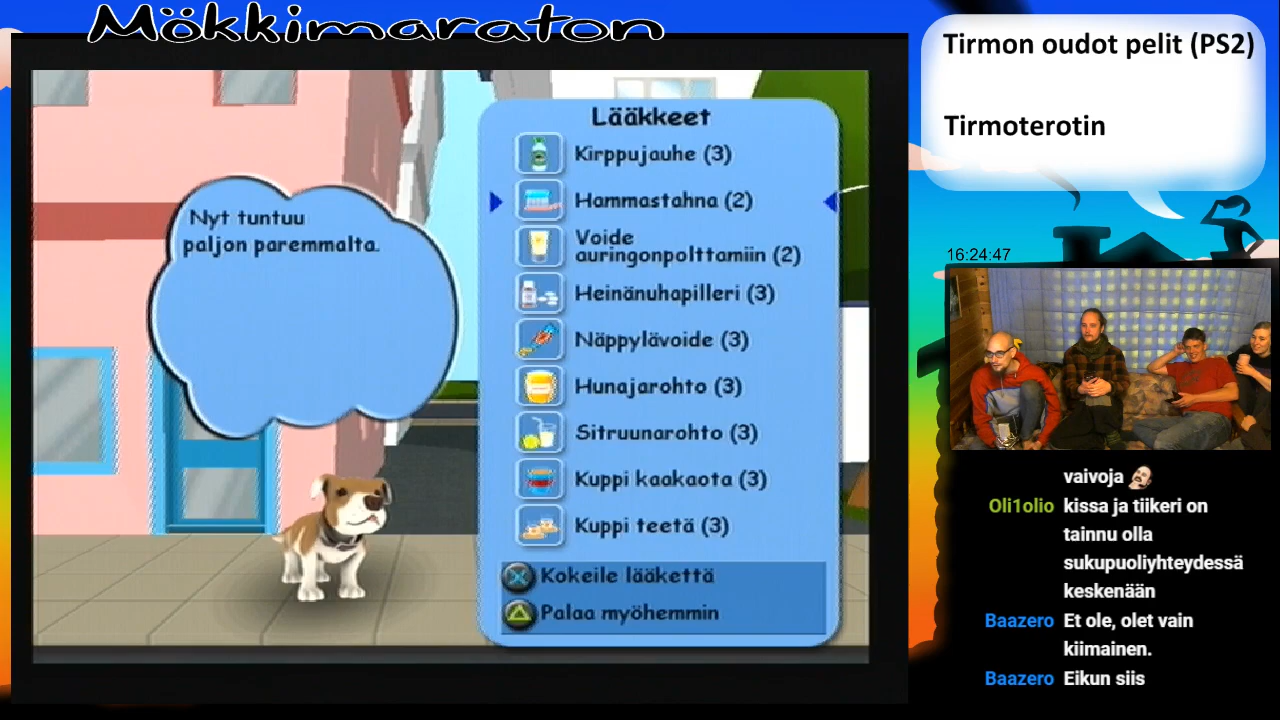 Mökkimaraton
Tirmon oudot pelit (PS2)
Tirmoterotin
Lääkkeet
Kirppujauhe (3)
Hammastahna (2)
Voide
auringonpolttamiin (2)
Heinänuhapilleri (3)
Näppylävoide (3)
Hunajarohto (3)
Sitruunarohto (3)
Kuppi kaakaota (3)
Kuppi teetä (3)
Kokeile lääkettä
Palaa myöhemmin
Nyt tuntuu
paljon paremmalta.
16:24:47
vaivoja
Oli1olio kissa ja tiikeri on
tainnu olla
sukupuoliyhteydessä
keskenään
Baazero Et ole, olet vain
kiimainen.
Baazero Eikun siis